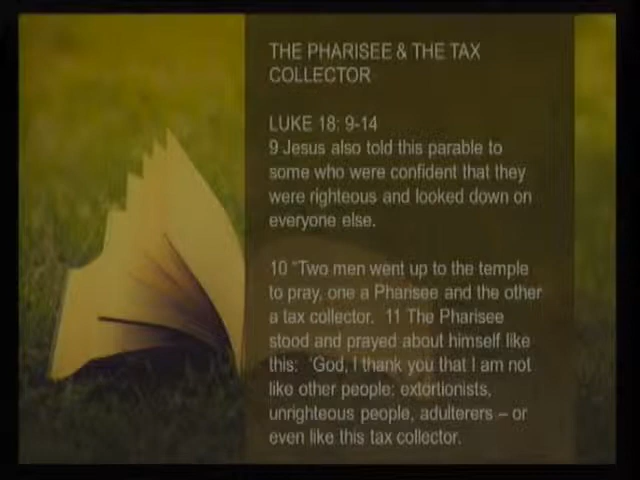 THE PHARISEE & THE TAX
COLLECTOR
LUKE 18: 9-14
9 Jesus also told this parable to
some who were confident that they
were righteous and looked down on
everyone else.
10 "Two men went up to the temple
to pray, one a Pharisee and the other
a tax collector. 11 The Pharisee
stood and prayed about himself like
this: 'God, I thank you that I am not
like other people: extortionists,
unrighteous people, adulterers – or
even like this tax collector.